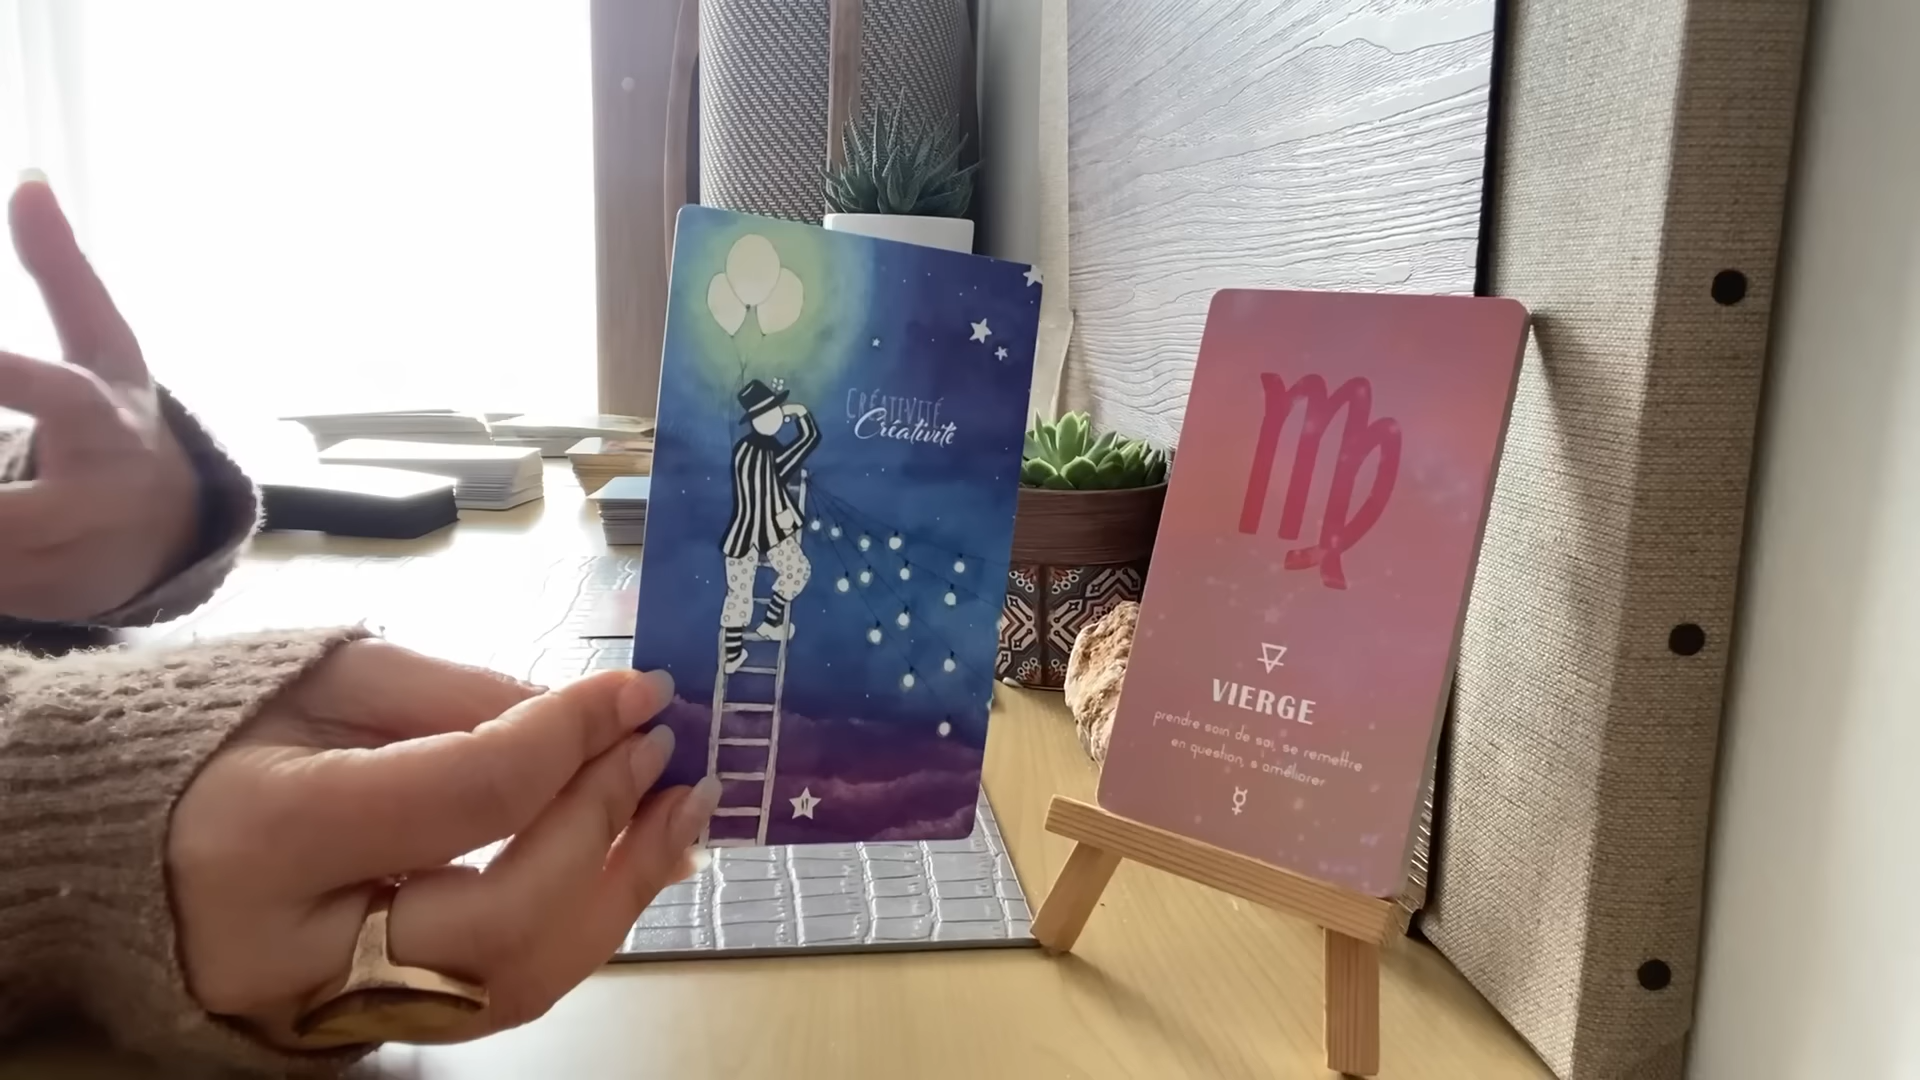 CRÉATIVITÉ
Créativité
VIERGE
prendre soin de soi, se remettre
en question, s'améliorer